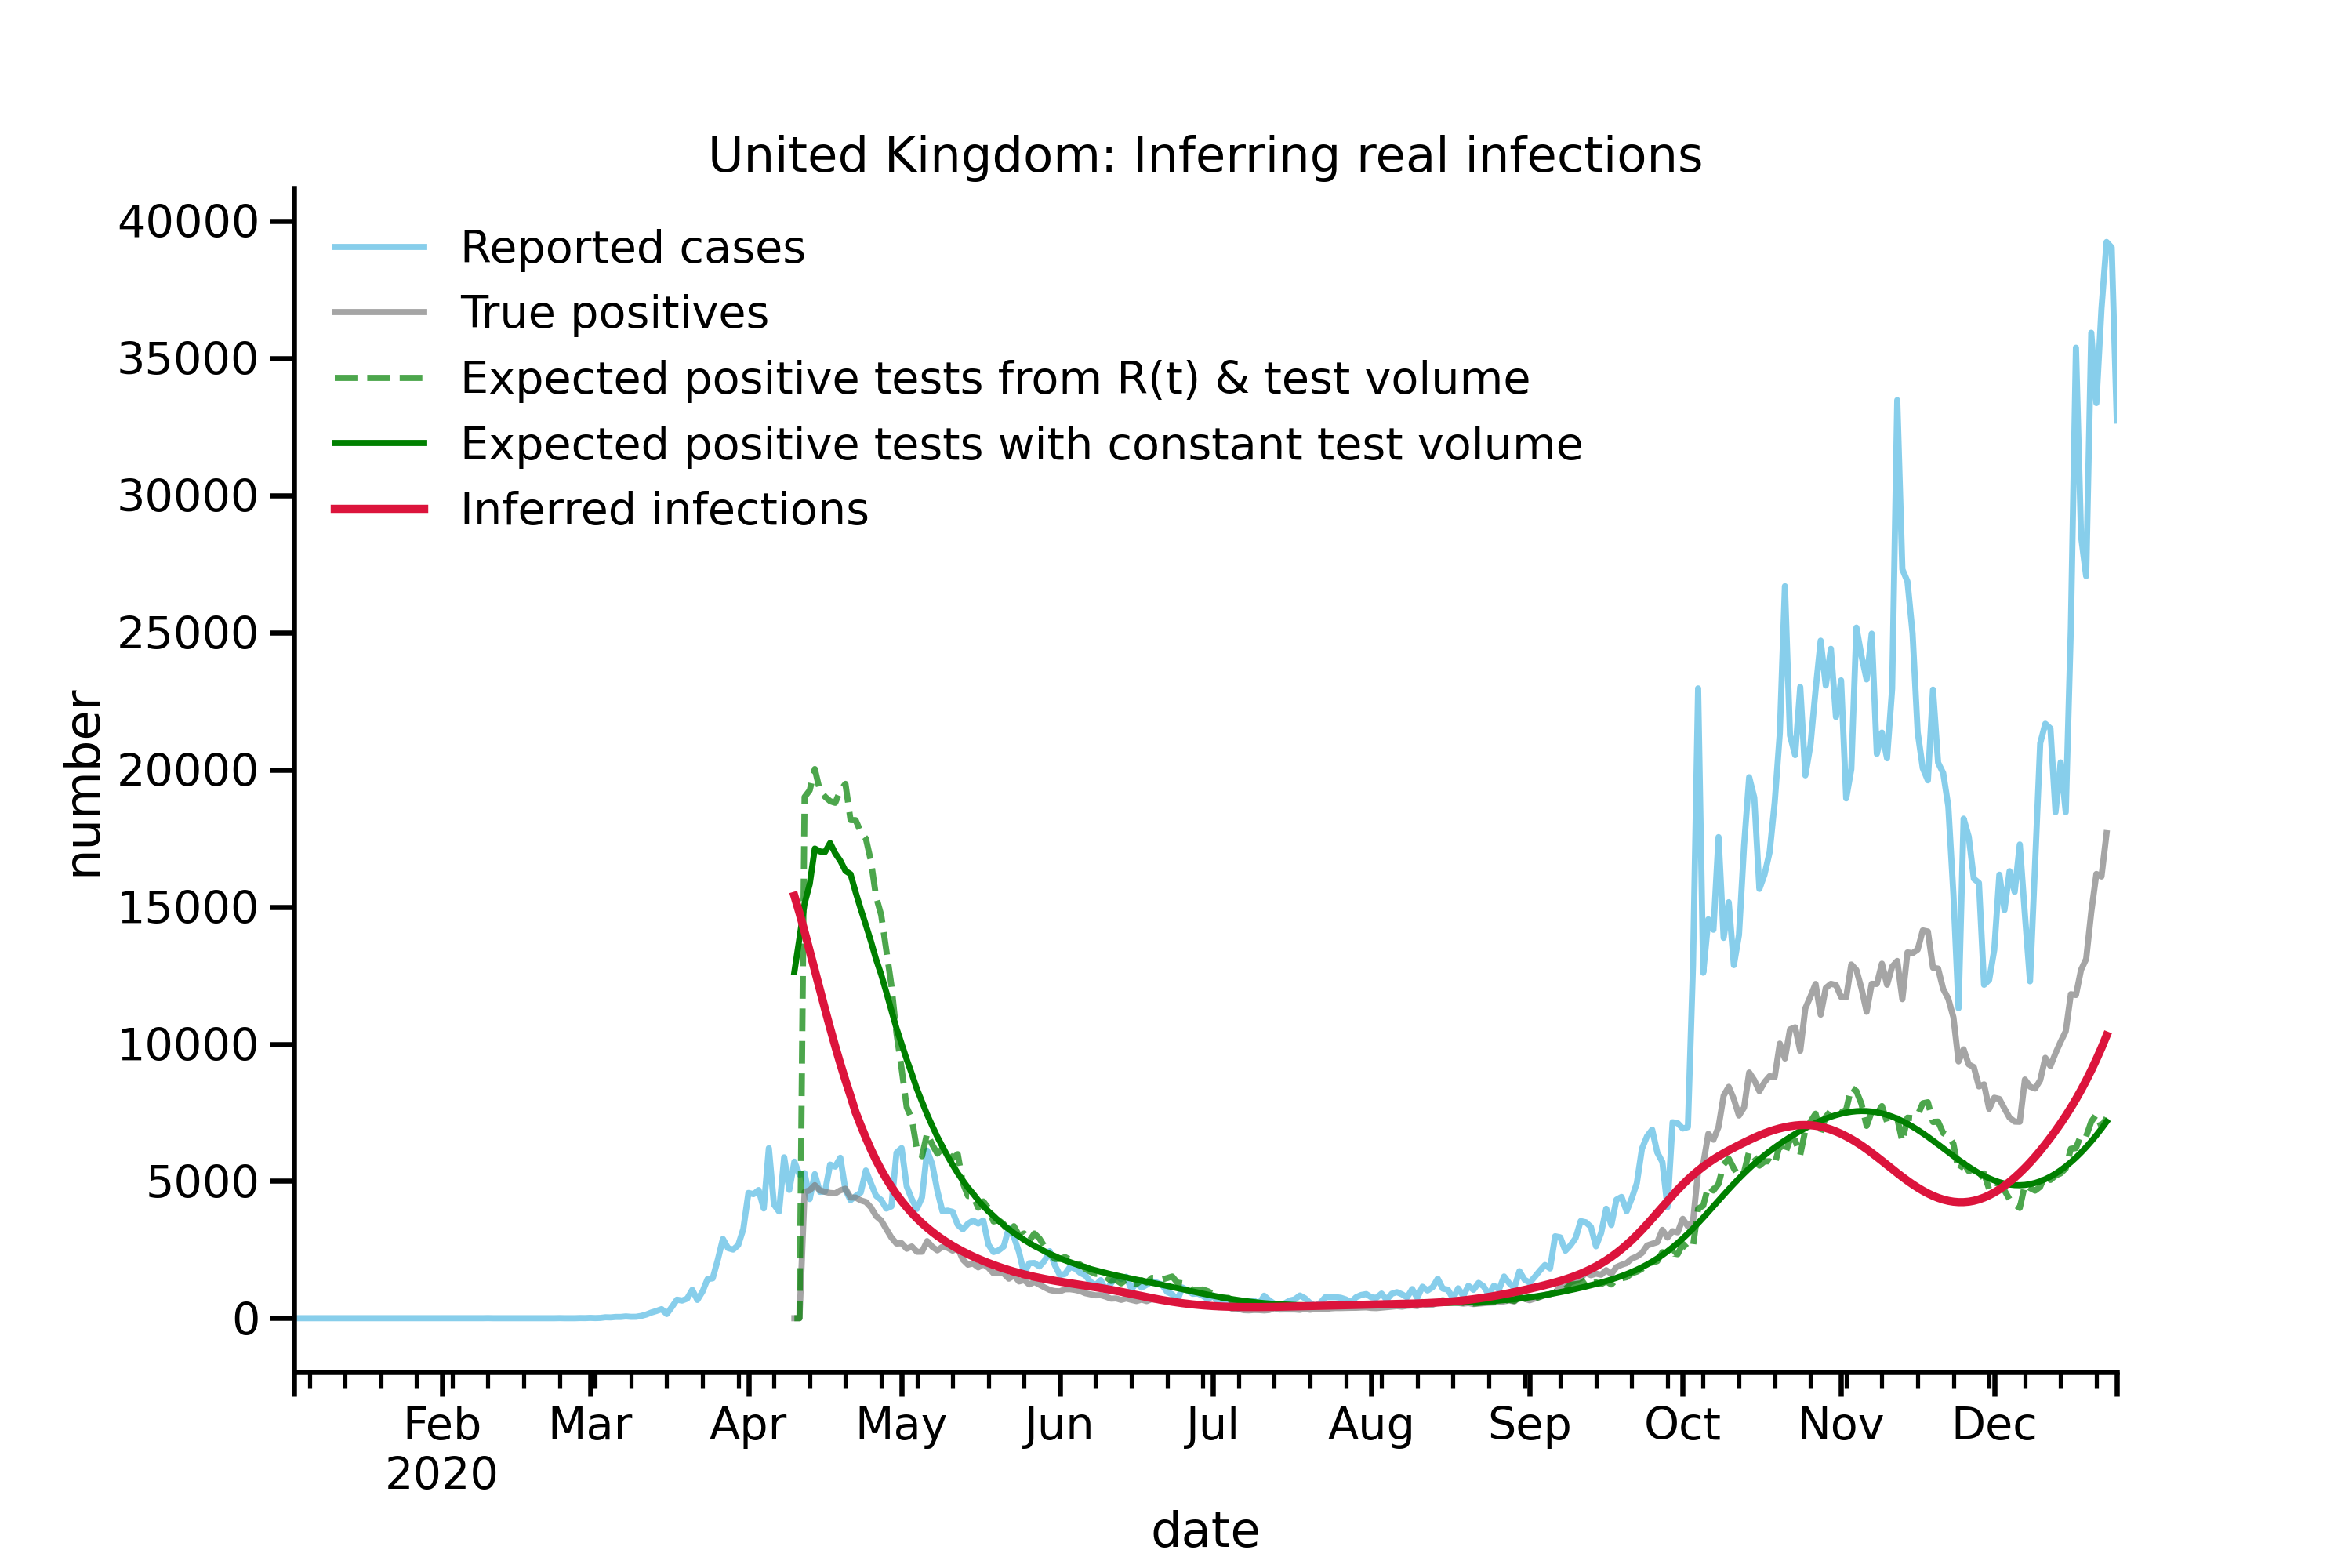 United Kingdom: Inferring real infections
40000
35000
30000
25000
20000
15000
10000
5000
0
number
Reported cases
True positives
Expected positive tests from R(t) & test volume
Expected positive tests with constant test volume
Inferred infections
Feb Mar Apr May Jun Jul Aug Sep Oct Nov Dec
2020
date